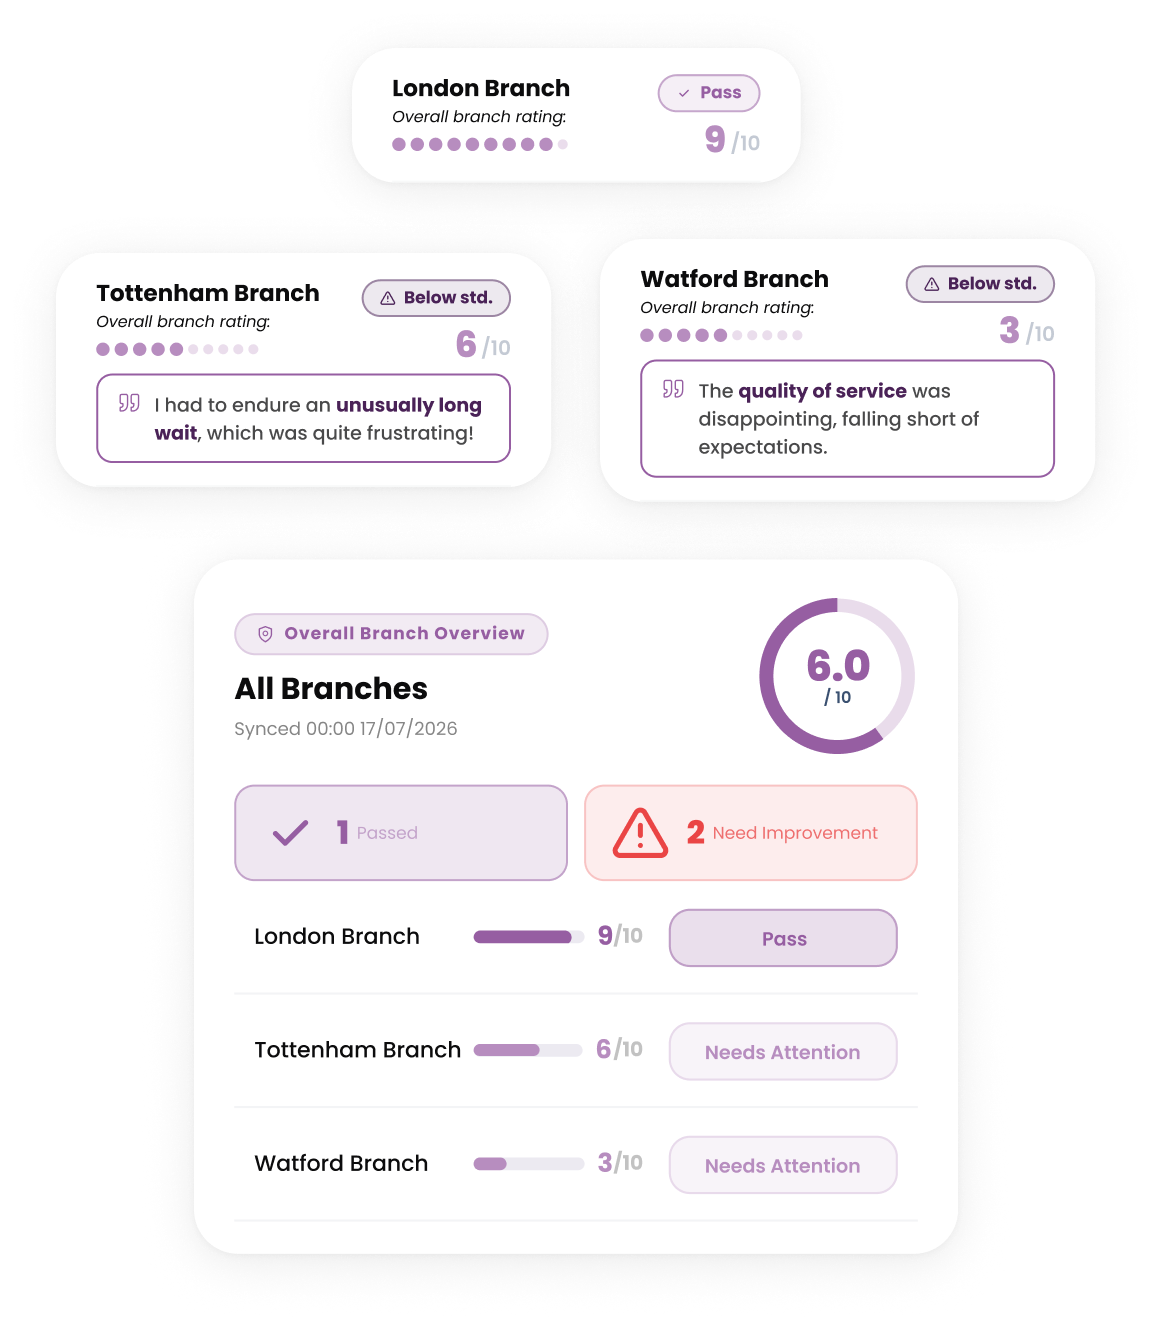 London Branch
Pass
Overall branch rating:
9 /10
Tottenham Branch
Below std.
Overall branch rating:
6 /10
I had to endure an unusually long
wait, which was quite frustrating!
Watford Branch
Below std.
Overall branch rating:
3 /10
The quality of service was
disappointing, falling short of
expectations.
Overall Branch Overview
All Branches
Synced 00:00 17/07/2026
6.0
/ 10
1 Passed
2 Need Improvement
London Branch 9/10 Pass
Tottenham Branch 6/10 Needs Attention
Watford Branch 3/10 Needs Attention